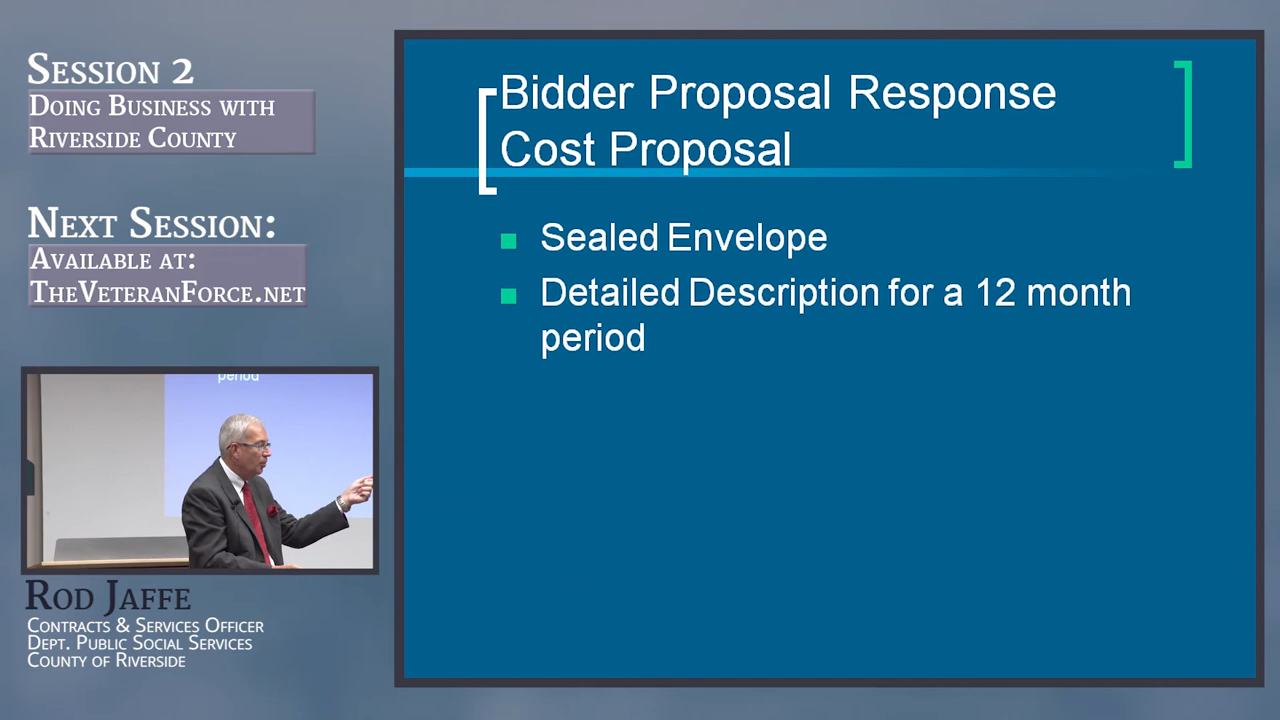 SESSION 2
DOING BUSINESS WITH
RIVERSIDE COUNTY
NEXT SESSION:
AVAILABLE AT:
THEVETERANFORCE.NET
period
ROD JAFFE
CONTRACTS & SERVICES OFFICER
DEPT. PUBLIC SOCIAL SERVICES
COUNTY OF RIVERSIDE
Bidder Proposal Response
Cost Proposal
Sealed Envelope
Detailed Description for a 12 month
period